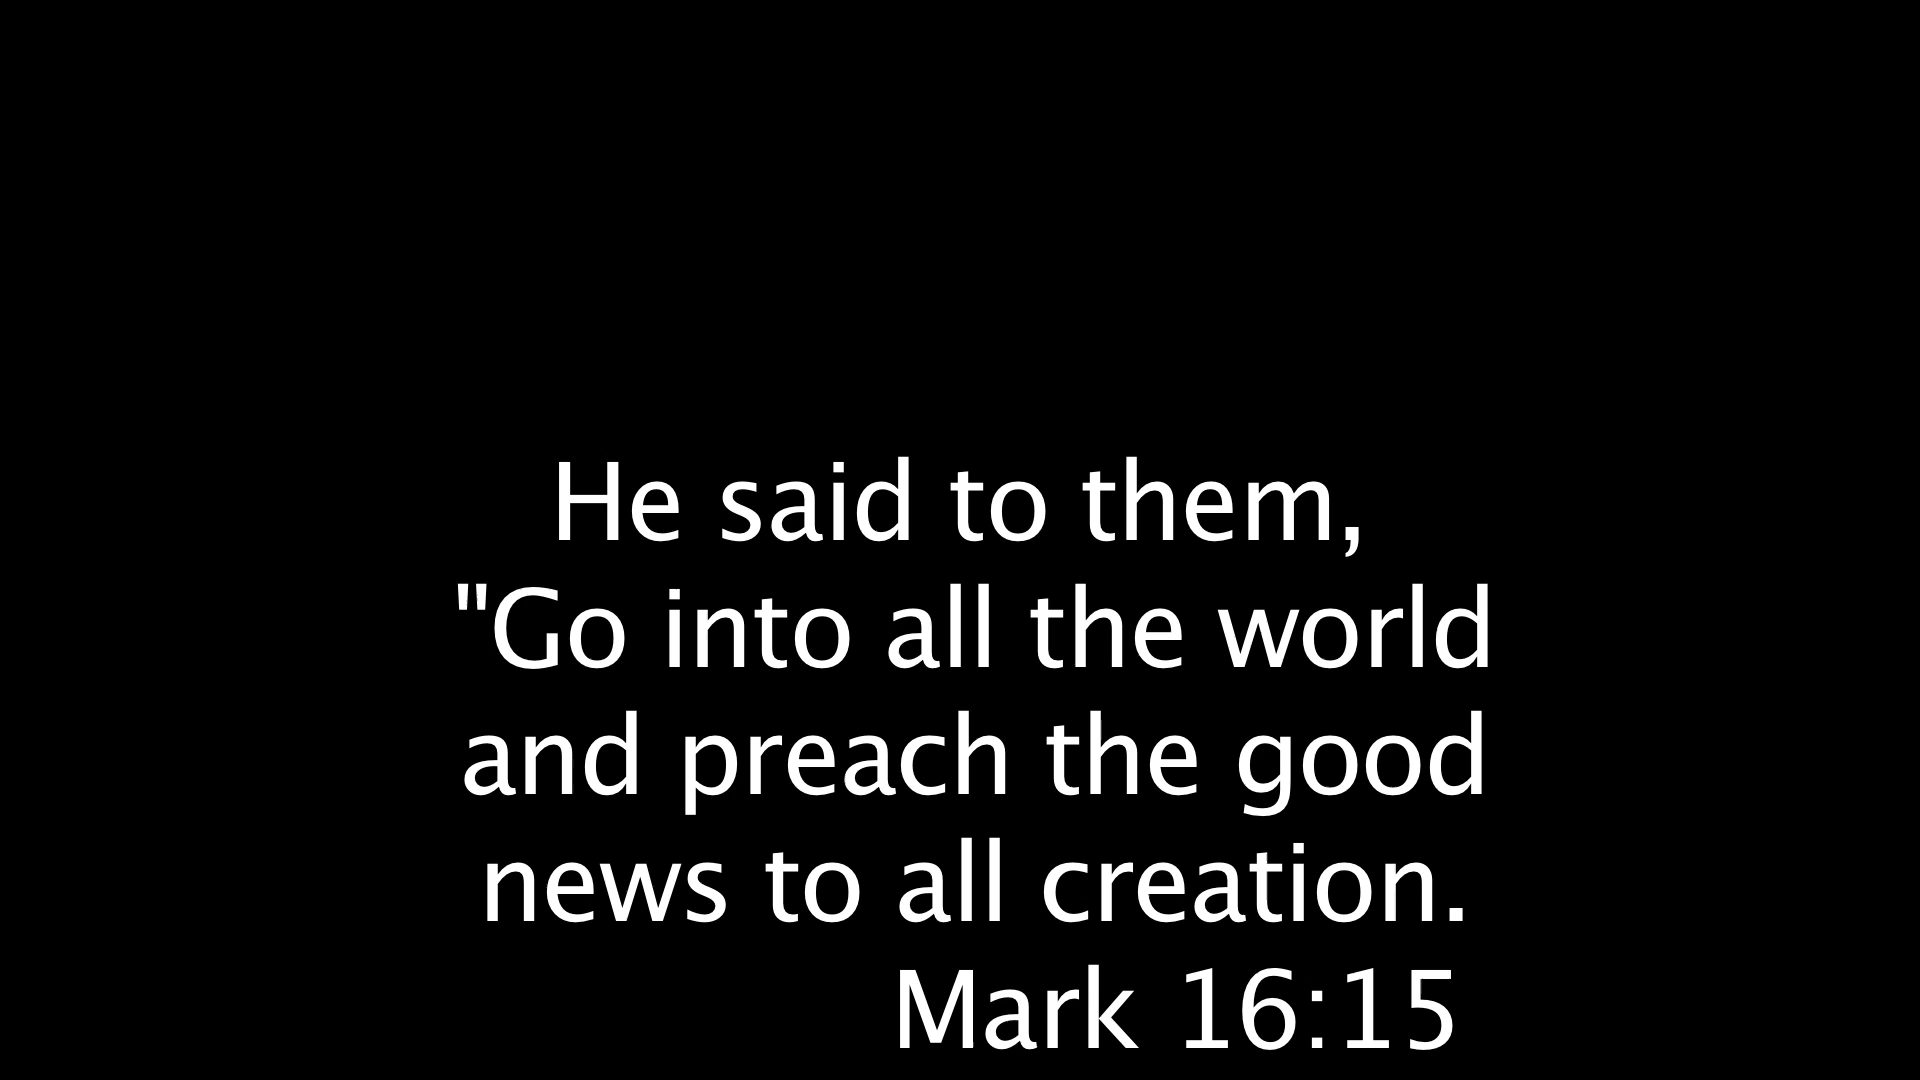 He said to them,
"Go into all the world
and preach the good
news to all creation.
Mark 16:15